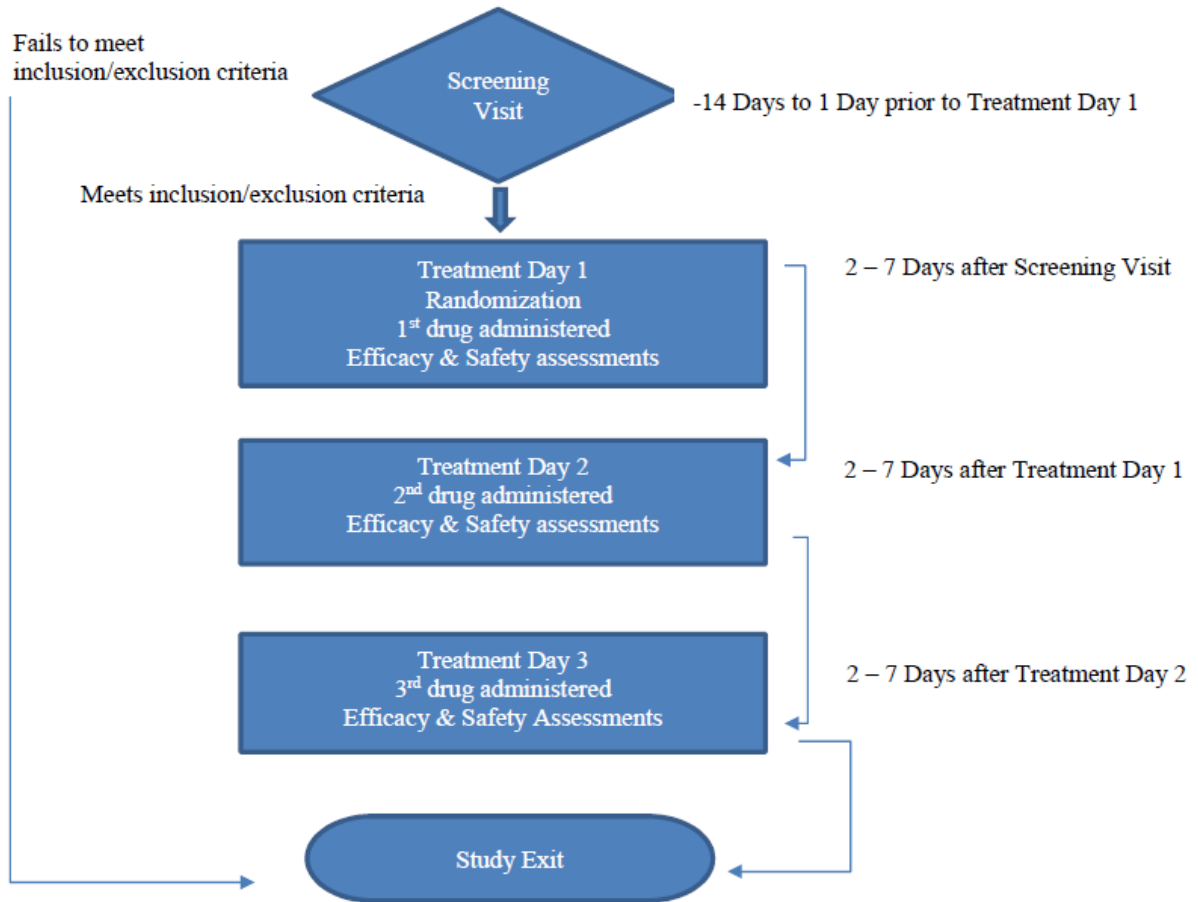 Fails to meet
inclusion/exclusion criteria
Screening
Visit
-14 Days to 1 Day prior to Treatment Day 1
Meets inclusion/exclusion criteria
Treatment Day 1
Randomization
1st drug administered
Efficacy & Safety assessments
2 – 7 Days after Screening Visit
Treatment Day 2
2nd drug administered
Efficacy & Safety assessments
2 – 7 Days after Treatment Day 1
Treatment Day 3
3rd drug administered
Efficacy & Safety Assessments
2 – 7 Days after Treatment Day 2
Study Exit